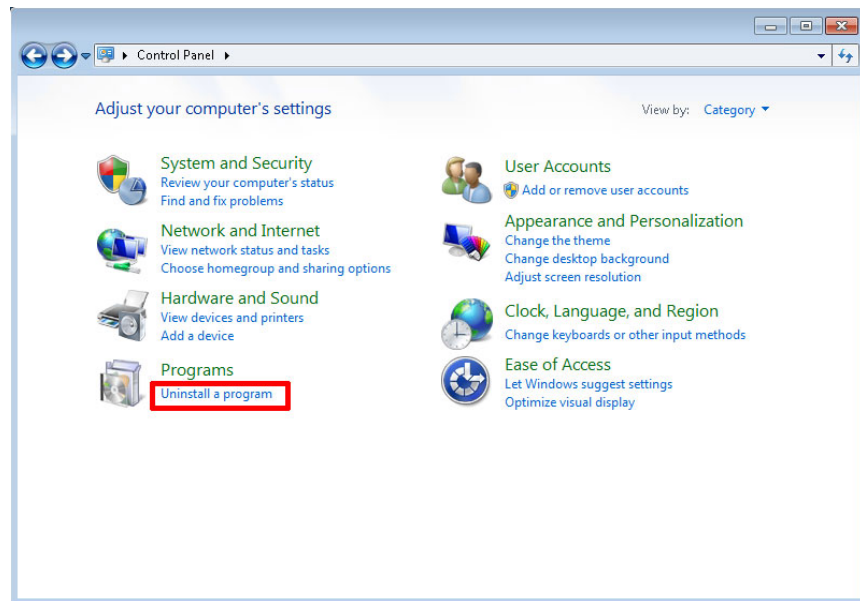 Control Panel
Adjust your computer's settings
View by: Category
System and Security
Review your computer's status
Find and fix problems
Network and Internet
View network status and tasks
Choose homegroup and sharing options
Hardware and Sound
View devices and printers
Add a device
Programs
Uninstall a program
User Accounts
Add or remove user accounts
Appearance and Personalization
Change the theme
Change desktop background
Adjust screen resolution
Clock, Language, and Region
Change keyboards or other input methods
Ease of Access
Let Windows suggest settings
Optimize visual display